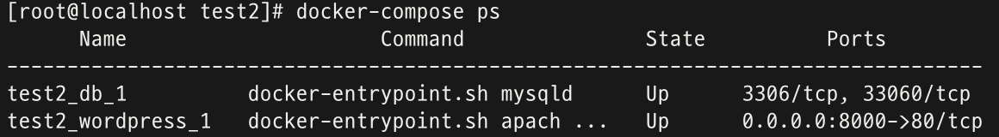 [root@localhost test2]# docker-compose ps
Name Command State Ports
--------------------------------------------------------------------------------
test2_db_1 docker-entrypoint.sh mysqld Up 3306/tcp, 33060/tcp
test2_wordpress_1 docker-entrypoint.sh apach ... Up 0.0.0.0:8000->80/tcp